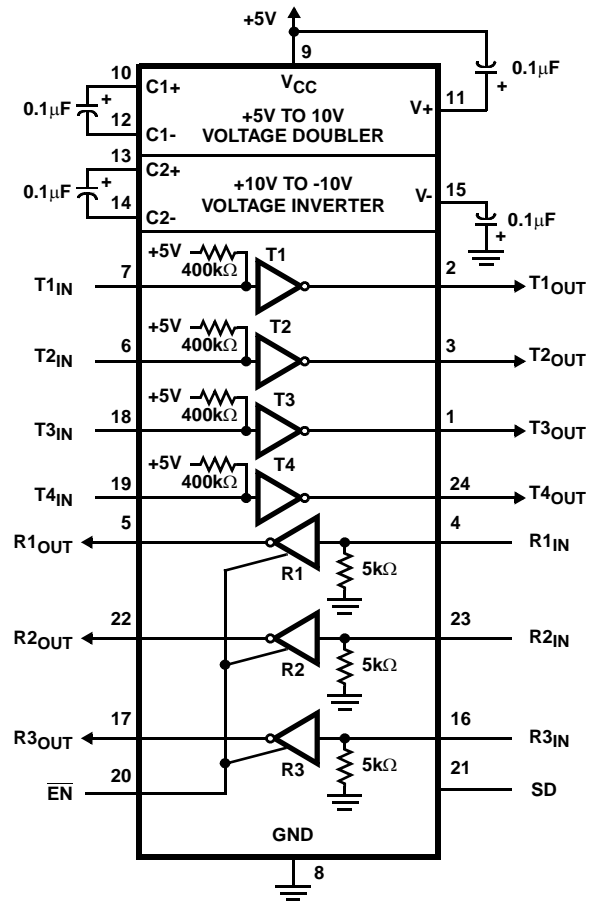 +5V
9
VCC
10
C1+
0.1μF
+
12
C1-
+5V TO 10V
VOLTAGE DOUBLER
V+
11
0.1μF
+
13
C2+
0.1μF
+
14
C2-
+10V TO -10V
VOLTAGE INVERTER
V-
15
0.1μF
+
T1IN
7
+5V
400kΩ
T1
2
T1OUT
T2IN
6
+5V
400kΩ
T2
3
T2OUT
T3IN
18
+5V
400kΩ
T3
1
T3OUT
T4IN
19
+5V
400kΩ
T4
24
T4OUT
R1OUT
5
R1
5kΩ
4
R1IN
R2OUT
22
R2
5kΩ
23
R2IN
R3OUT
17
R3
5kΩ
16
R3IN
EN
20
21
SD
GND
8